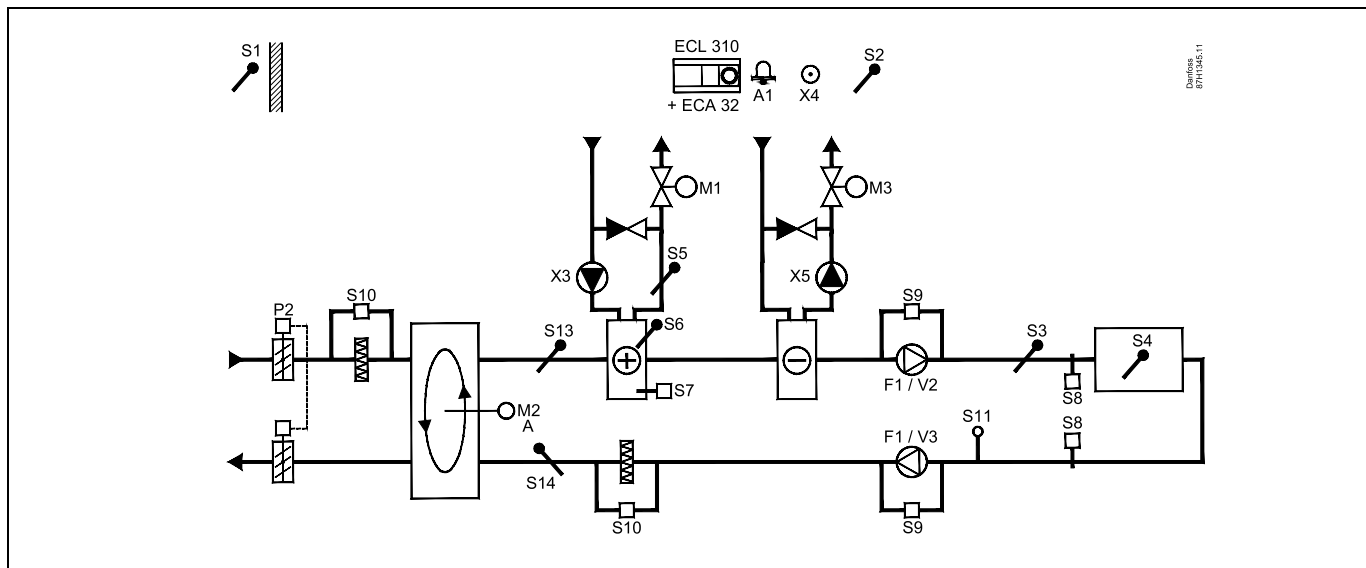 S1
ECL 310
S2
Danfoss
87H1345.11
A1
X4
+ ECA 32
M1
M3
S5
X3
X5
S10
S9
P2
S13
S6
S3
S4
S7
F1 / V2
S8
M2
A
S11
S8
F1 / V3
S14
S10
S9